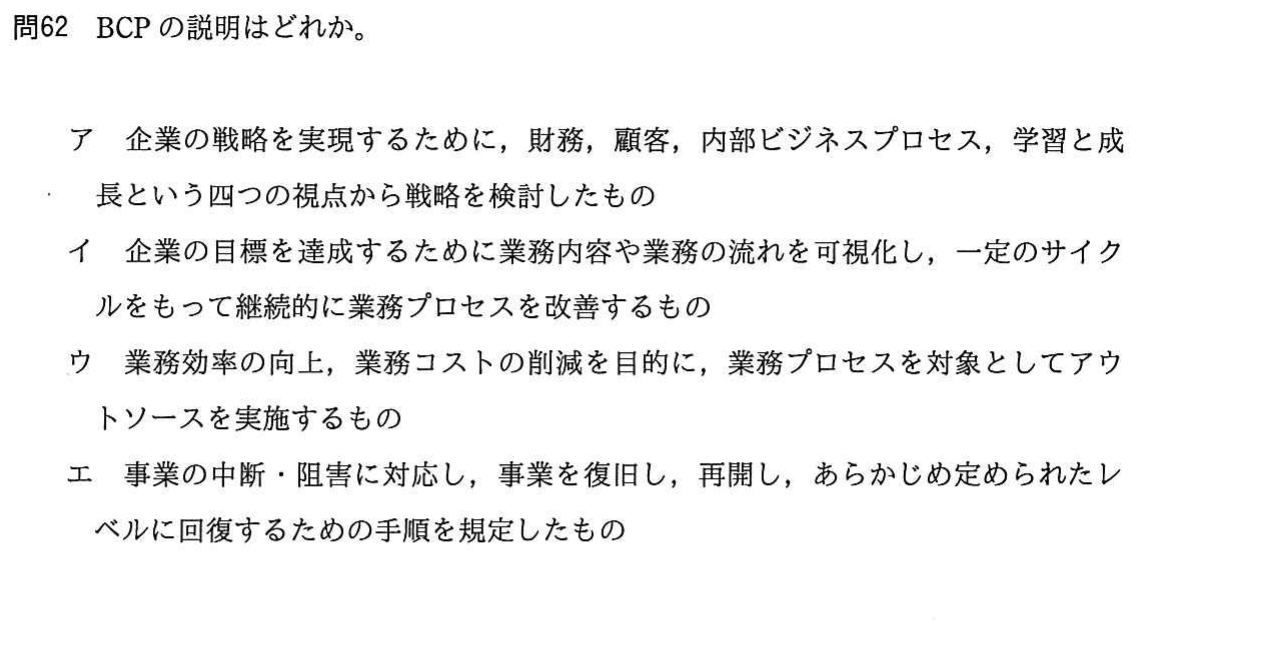 問62 BCP の説明はどれか。
ア 企業の戦略を実現するために，財務，顧客，内部ビジネスプロセス，学習と成
長という四つの視点から戦略を検討したもの
イ 企業の目標を達成するために業務内容や業務の流れを可視化し，一定のサイク
ルをもって継続的に業務プロセスを改善するもの
ウ 業務効率の向上，業務コストの削減を目的に，業務プロセスを対象としてアウ
トソースを実施するもの
エ 事業の中断・阻害に対応し，事業を復旧し，再開し，あらかじめ定められたレ
ベルに回復するための手順を規定したもの